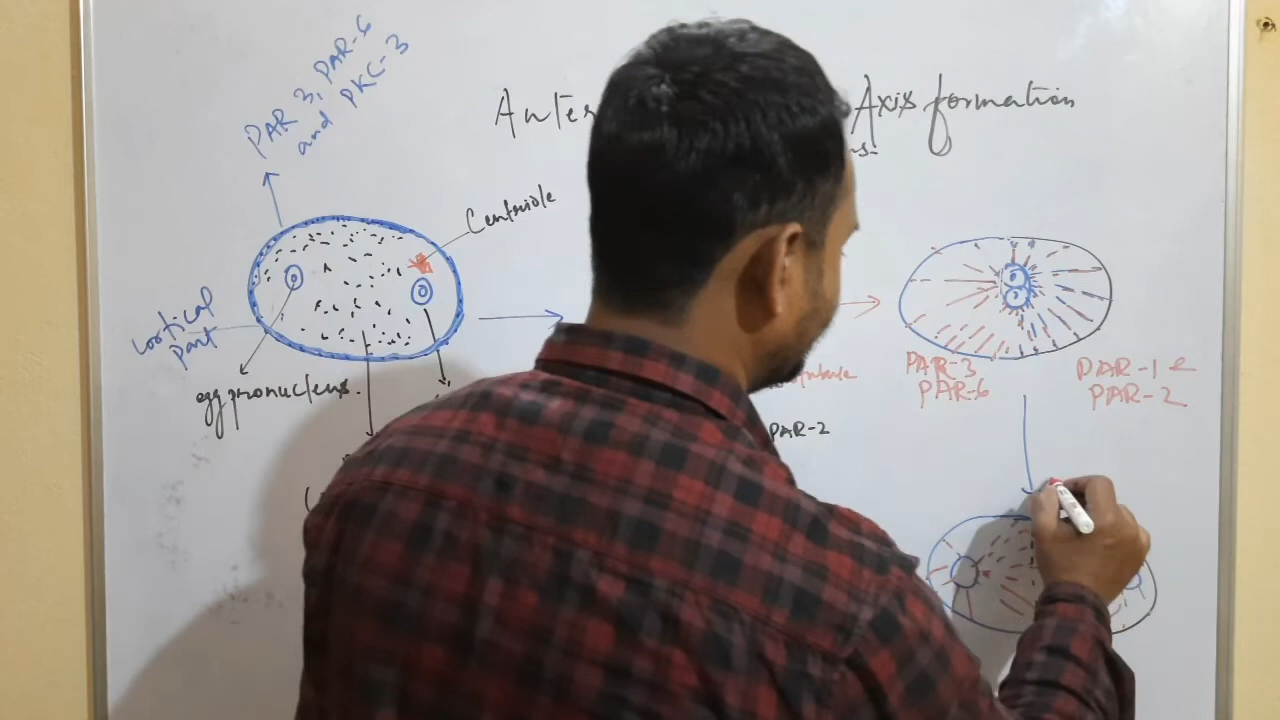 PAR 3, PAR-6
and PKC-3
Axis formation
Centriole
Cortical
part
egg pronucleus.
PAR-3
PAR-6
PAR-1 &
PAR-2
PAR-2